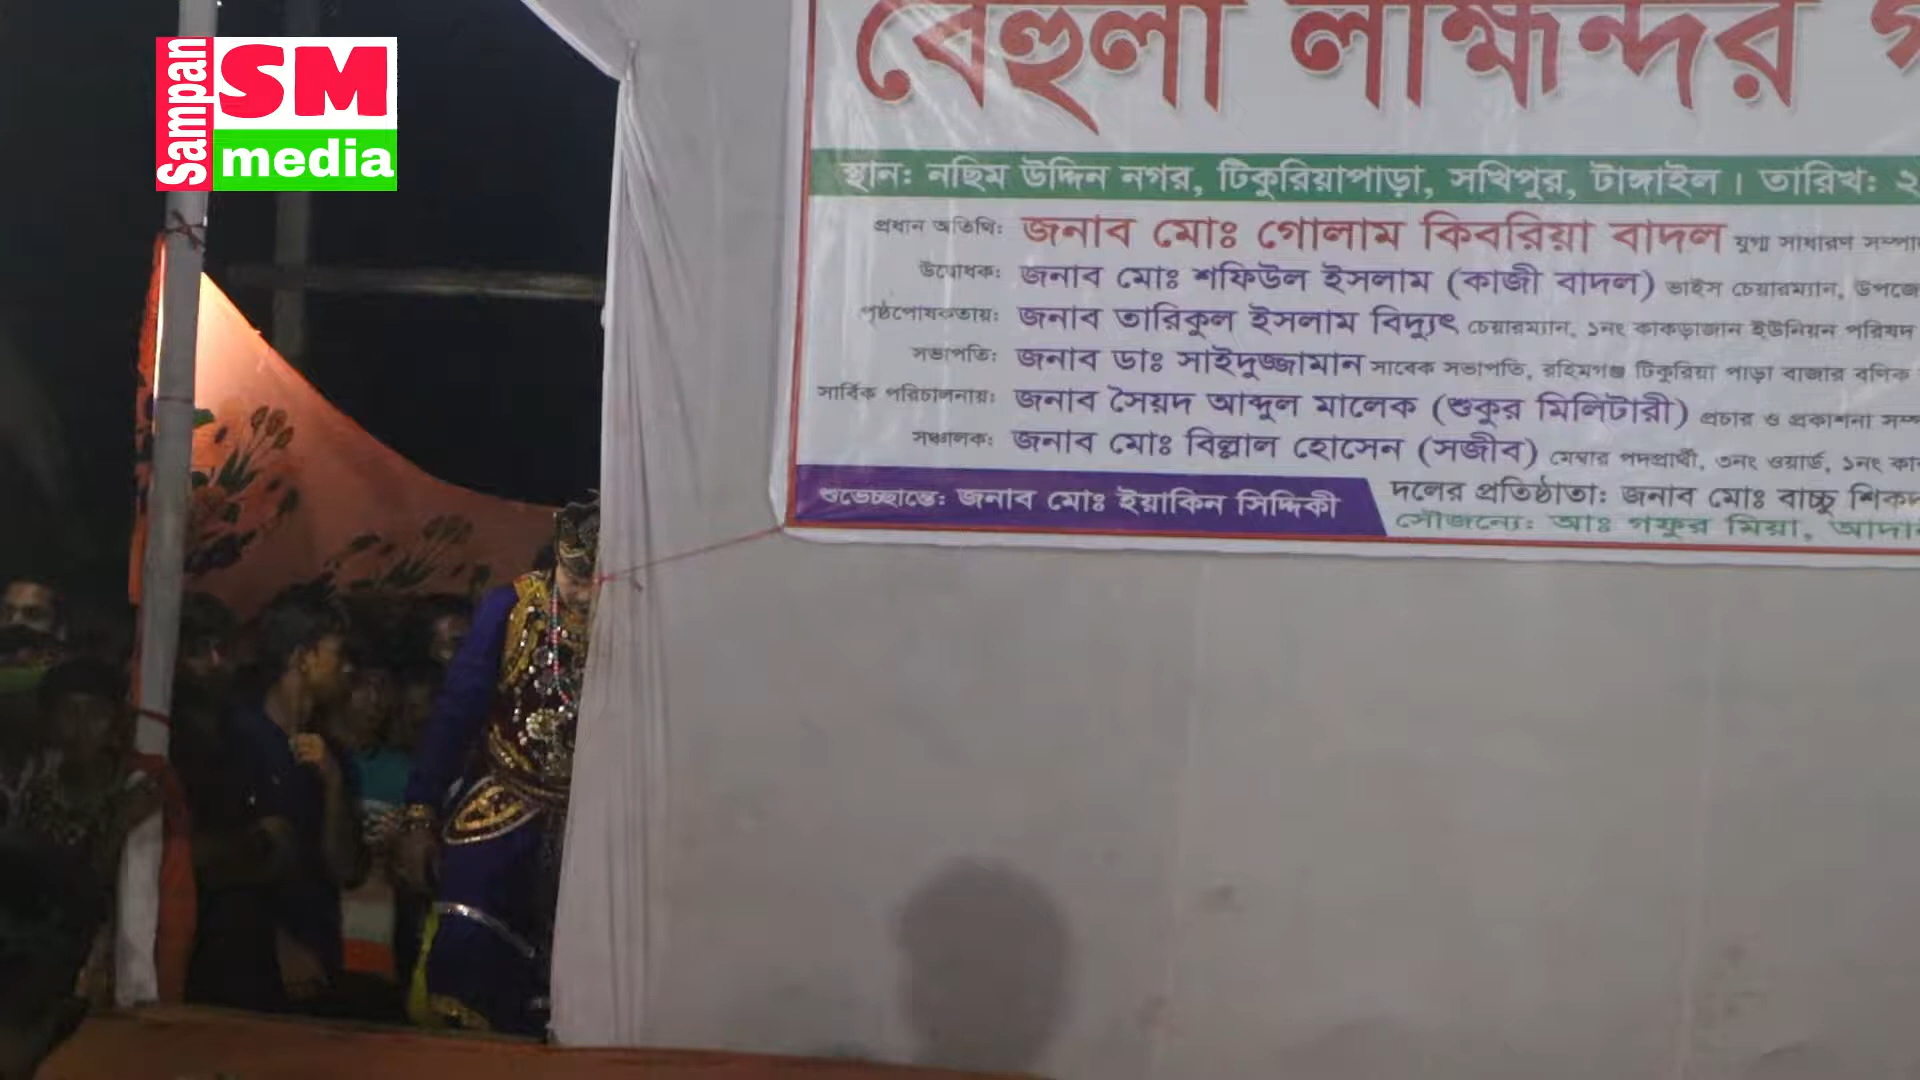 Sampan
SM
media
বেহুলা লক্ষিন্দর
স্থান: নছিম উদ্দিন নগর, টিকুরিয়াপাড়া, সখিপুর, টাঙ্গাইল। তারিখ: ২
প্রধান অতিথি: জনাব মোঃ গোলাম কিবরিয়া বাদল যুগ্ম সাধারণ
উদ্বোধক: জনাব মোঃ শফিউল ইসলাম (কাজী বাদল) ভাইস চেয়ারম্যান,
পৃষ্ঠপোষকতায়: জনাব তারিকুল ইসলাম বিদ্যুৎ চেয়ারম্যান, ১নং কাকড়াজান ইউনিয়ন পরিষদ
সভাপতি: জনাব ডাঃ সাইদুজ্জামান সাবেক সভাপতি, রহিমগঞ্জ টিকুরিয়া পাড়া বাজার বণিক
সার্বিক পরিচালনায়: জনাব সৈয়দ আব্দুল মালেক (শুকুর মিলিটারী) প্রচার ও প্রকাশনা
সঞ্চালক: জনাব মোঃ বিল্লাল হোসেন (সজীব) মেম্বার পদপ্রার্থী, ৩নং ওয়ার্ড, ১নং
শুভেচ্ছান্তে: জনাব মোঃ ইয়াকিন সিদ্দিকী
দলের প্রতিষ্ঠাতা: জনাব মোঃ বাচ্চু
সৌজন্যে: আঃ গফুর মিয়া,